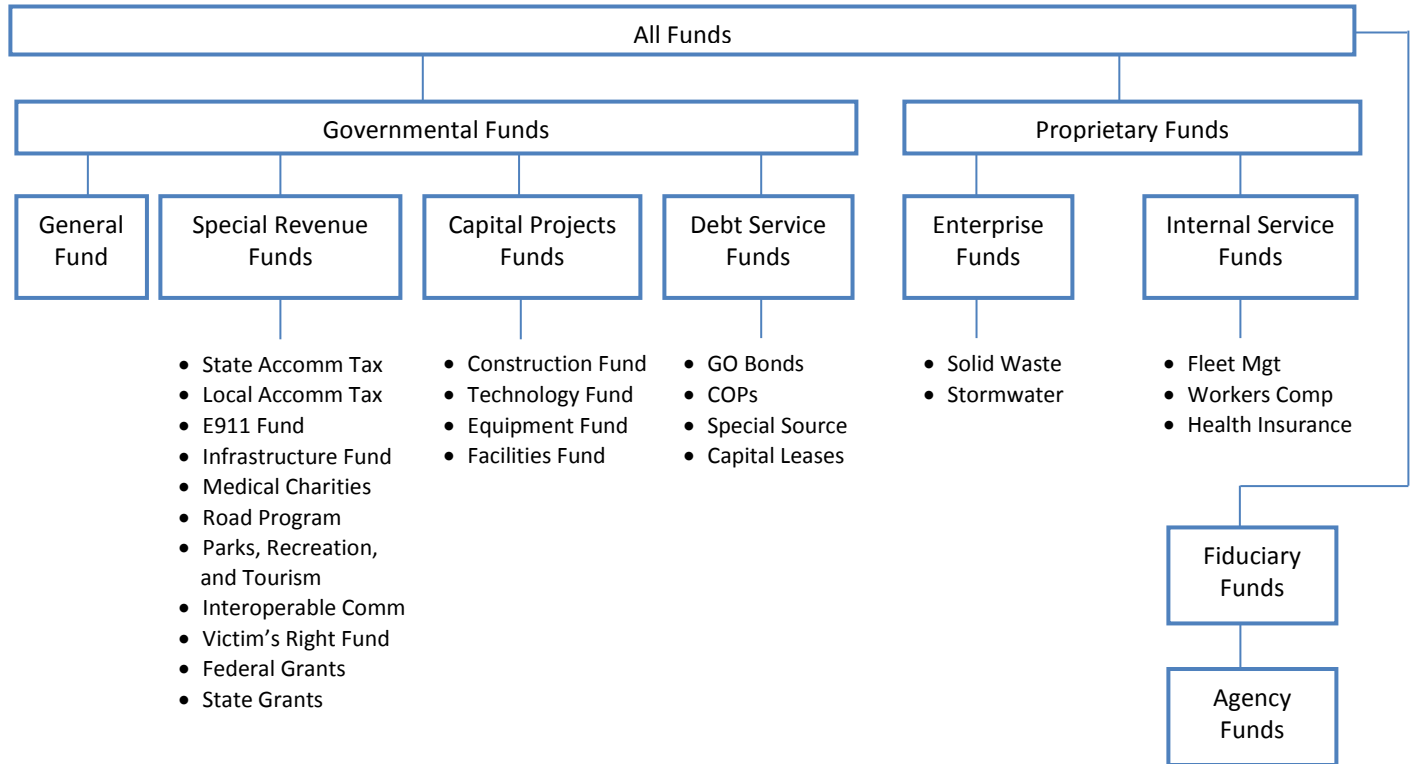 All Funds
Governmental Funds
Proprietary Funds
General
Fund
Special Revenue
Funds
Capital Projects
Funds
Debt Service
Funds
Enterprise
Funds
Internal Service
Funds
• State Accomm Tax
• Local Accomm Tax
• E911 Fund
• Infrastructure Fund
• Medical Charities
• Road Program
• Parks, Recreation,
and Tourism
• Interoperable Comm
• Victim’s Right Fund
• Federal Grants
• State Grants
• Construction Fund
• Technology Fund
• Equipment Fund
• Facilities Fund
• GO Bonds
• COPs
• Special Source
• Capital Leases
• Solid Waste
• Stormwater
• Fleet Mgt
• Workers Comp
• Health Insurance
Fiduciary
Funds
Agency
Funds